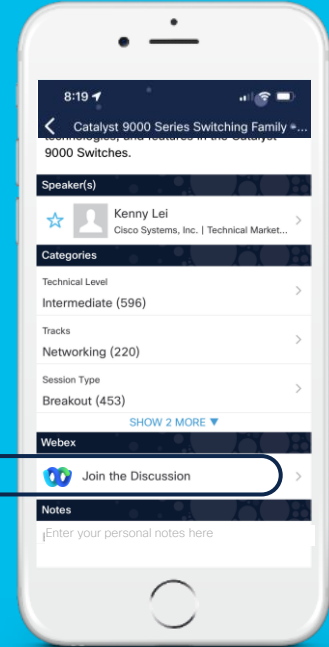 8:19
Catalyst 9000 Series Switching Family -...
technologies, and features in the Catalyst
9000 Switches.
Speaker(s)
Kenny Lei
Cisco Systems, Inc. | Technical Market...
Categories
Technical Level
Intermediate (596)
Tracks
Networking (220)
Session Type
Breakout (453)
SHOW 2 MORE ▼
Webex
Join the Discussion
Notes
Enter your personal notes here